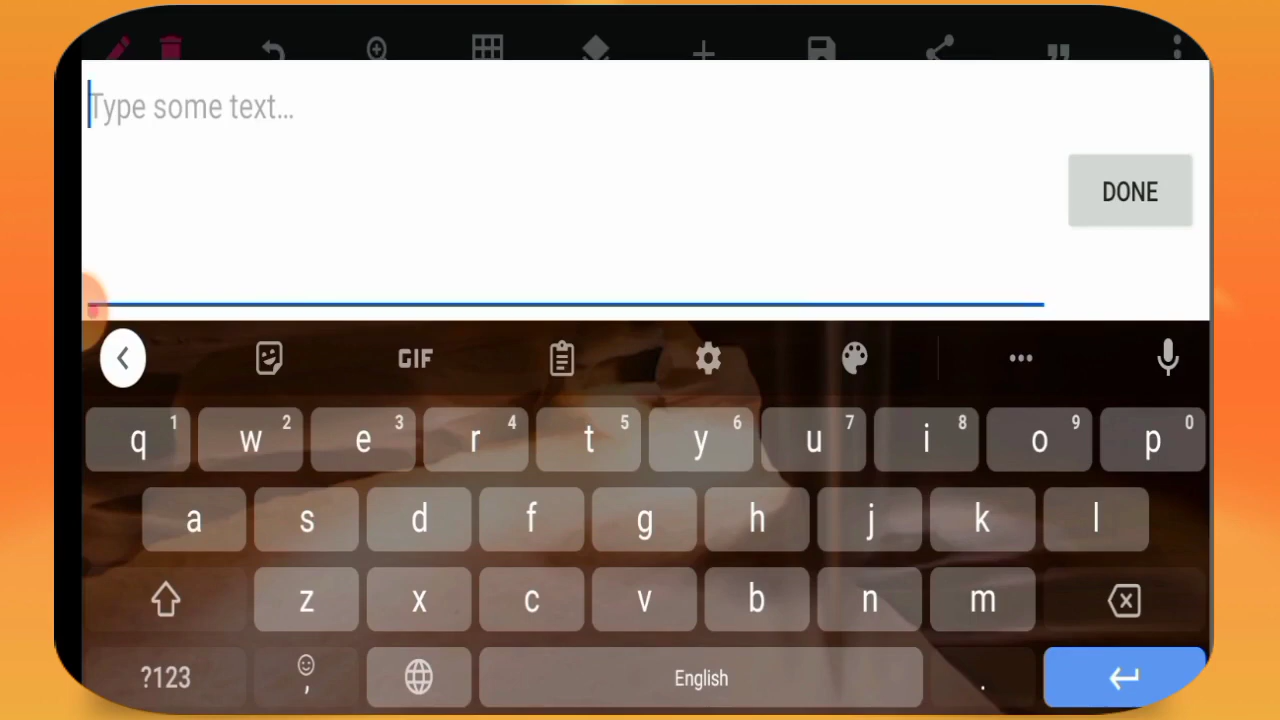 Type some text...
DONE
GIF
q 1 w 2 e 3 r 4 t 5 y 6 u 7 i 8 o 9 p 0
a s d f g h j k l
z x c v b n m
?123 , English .